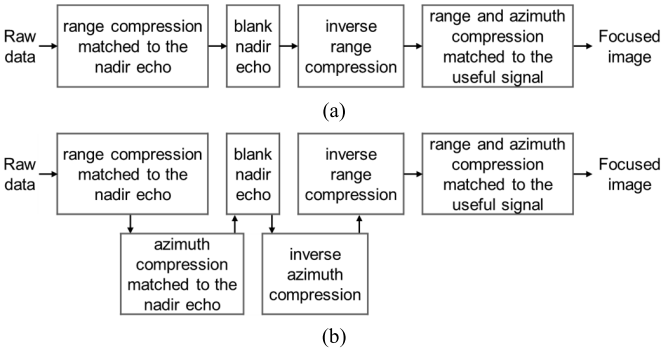 Raw
data
range compression
matched to the
nadir echo
blank
nadir
echo
inverse
range
compression
range and azimuth
compression
matched to the
useful signal
Focused
image
(a)
Raw
data
range compression
matched to the
nadir echo
blank
nadir
echo
inverse
range
compression
range and azimuth
compression
matched to the
useful signal
Focused
image
azimuth
compression
matched to the
nadir echo
inverse
azimuth
compression
(b)